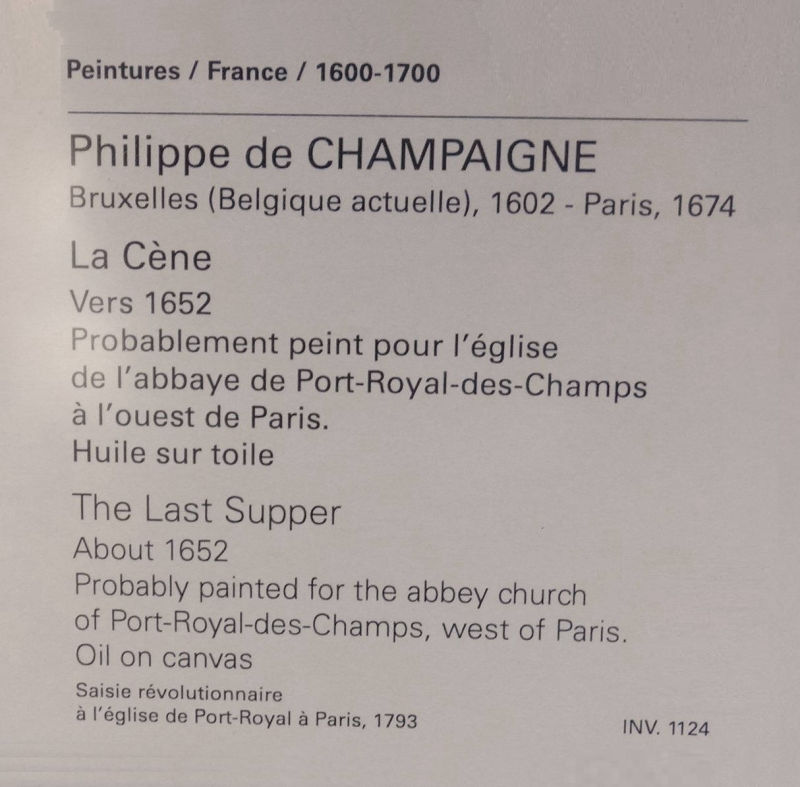 Peintures / France / 1600-1700
Philippe de CHAMPAIGNE
Bruxelles (Belgique actuelle), 1602 - Paris, 1674
La Cène
Vers 1652
Probablement peint pour l'église
de l'abbaye de Port-Royal-des-Champs
à l'ouest de Paris.
Huile sur toile
The Last Supper
About 1652
Probably painted for the abbey church
of Port-Royal-des-Champs, west of Paris.
Oil on canvas
Saisie révolutionnaire
à l'église de Port-Royal à Paris, 1793
INV. 1124